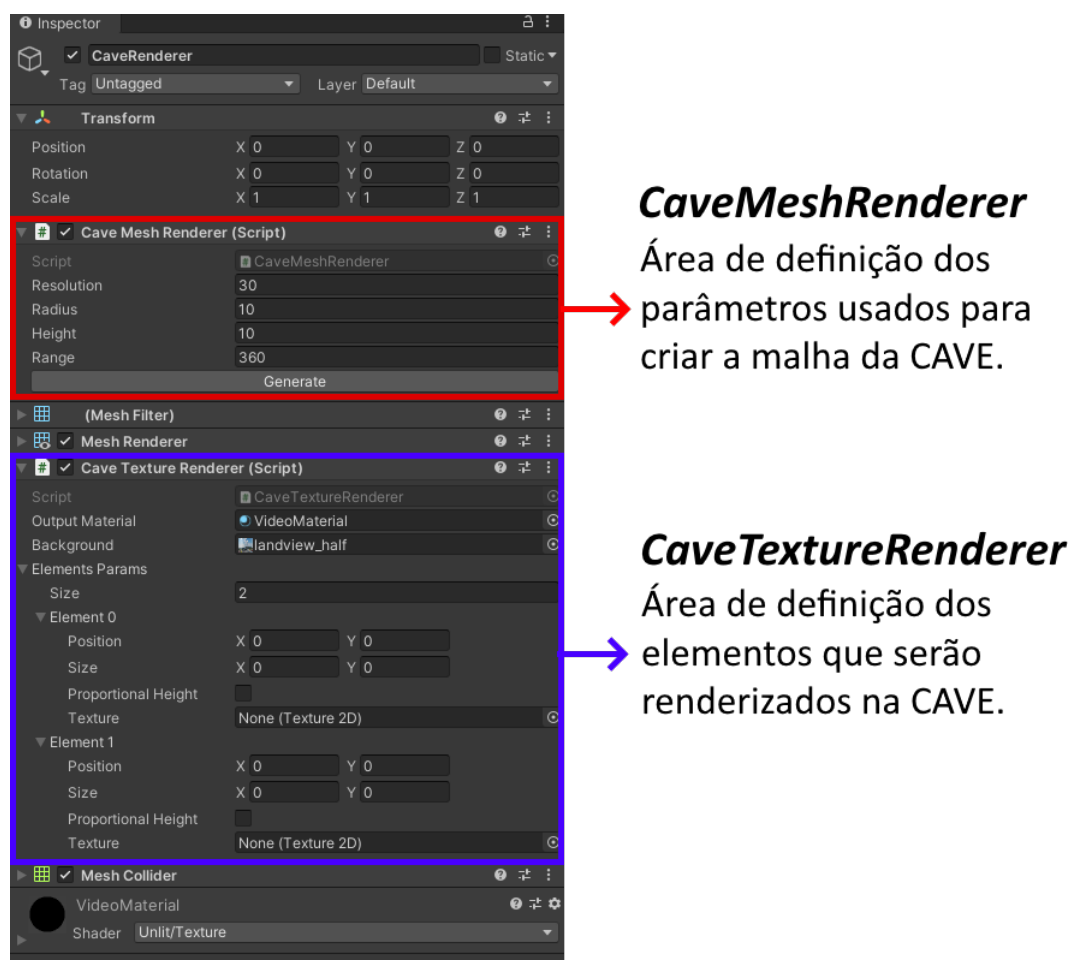 Inspector
CaveRenderer Static
Tag Untagged Layer Default
Transform
Position X 0 Y 0 Z 0
Rotation X 0 Y 0 Z 0
Scale X 1 Y 1 Z 1
Cave Mesh Renderer (Script)
Script CaveMeshRenderer
Resolution 30
Radius 10
Height 10
Range 360
Generate
(Mesh Filter)
Mesh Renderer
Cave Texture Renderer (Script)
Script CaveTextureRenderer
Output Material VideoMaterial
Background landview_half
Elements Params
Size 2
Element 0
Position X 0 Y 0
Size X 0 Y 0
Proportional Height
Texture None (Texture 2D)
Element 1
Position X 0 Y 0
Size X 0 Y 0
Proportional Height
Texture None (Texture 2D)
Mesh Collider
VideoMaterial
Shader Unlit/Texture
CaveMeshRenderer
Área de definição dos
parâmetros usados para
criar a malha da CAVE.
CaveTextureRenderer
Área de definição dos
elementos que serão
renderizados na CAVE.